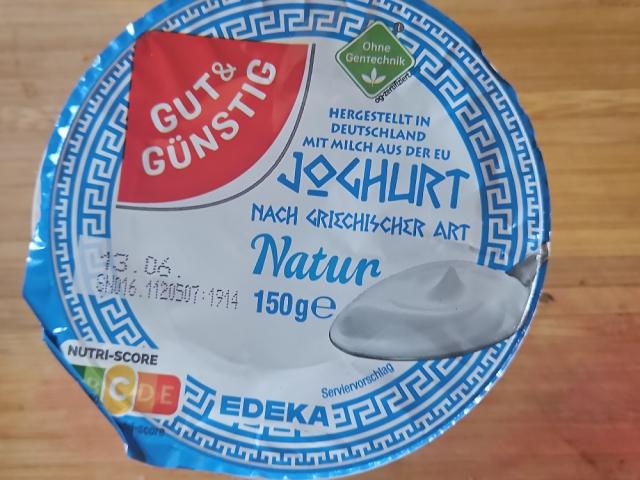 Ohne
Gentechnik
GUT&
GÜNSTIG
HERGESTELLT IN
DEUTSCHLAND
MIT MILCH AUS DER EU
JOGHURT
NACH GRIECHISCHER ART
Natur
150g e
13.06.
Serviervorschlag
NUTRI-SCORE
C D E
EDEKA